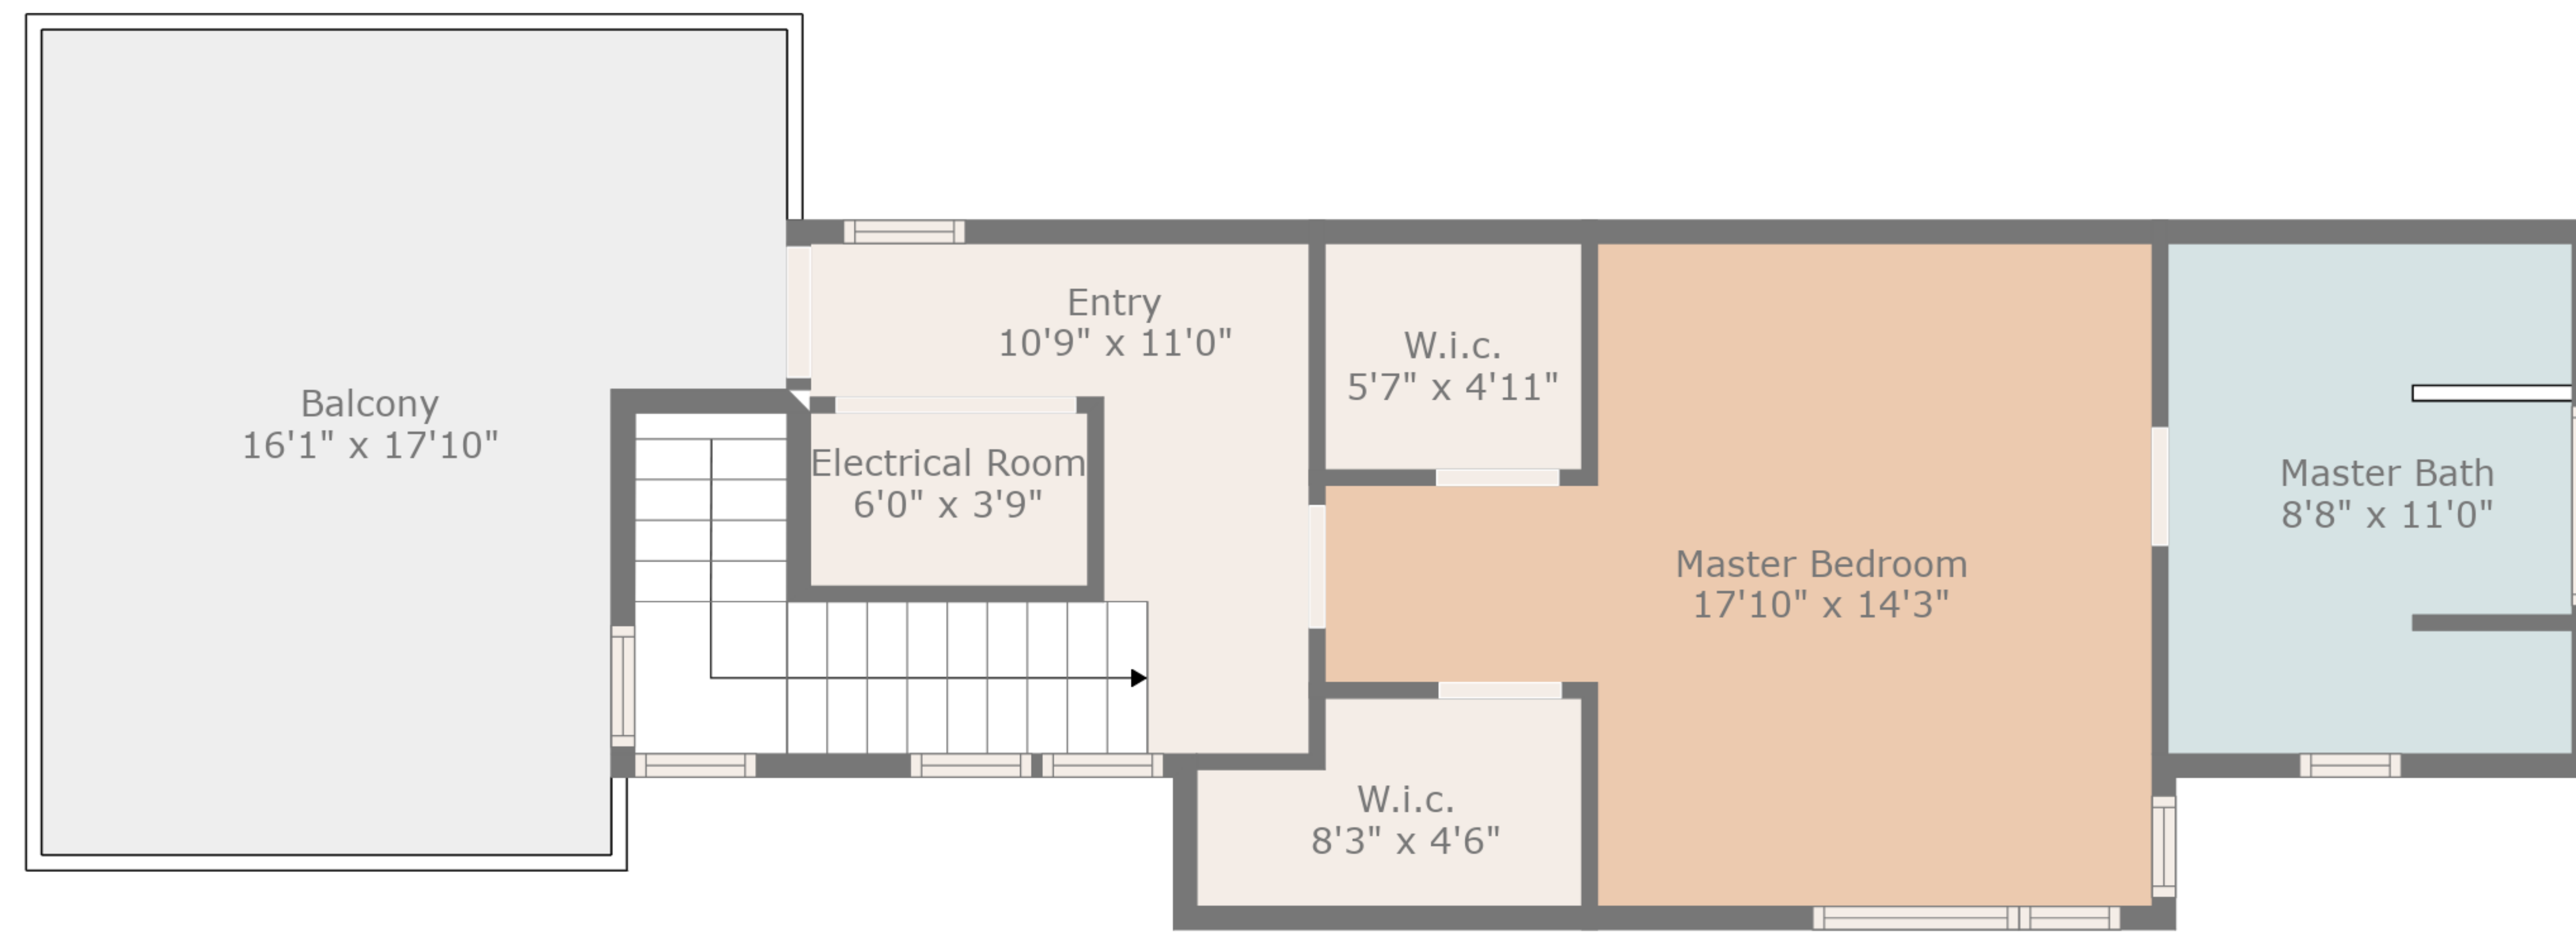 Balcony
16'1" x 17'10"
Entry
10'9" x 11'0"
Electrical Room
6'0" x 3'9"
W.i.c.
5'7" x 4'11"
W.i.c.
8'3" x 4'6"
Master Bedroom
17'10" x 14'3"
Master Bath
8'8" x 11'0"